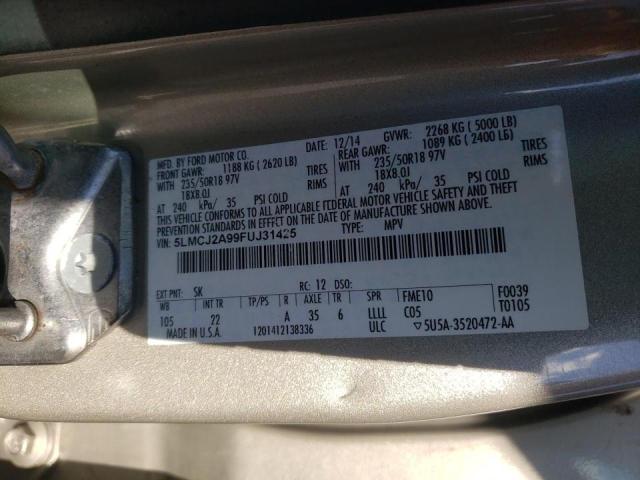 MFD. BY FORD MOTOR CO. DATE: 12/14 GVWR: 2268 KG ( 5000 LB)
FRONT GAWR: 1188 KG ( 2620 LB) REAR GAWR: 1089 KG ( 2400 LB)
WITH 235/50R18 97V TIRES WITH 235/50R18 97V TIRES
18X8.0J RIMS 18X8.0J RIMS
AT 240 kPa/ 35 PSI COLD AT 240 kPa/ 35 PSI COLD
THIS VEHICLE CONFORMS TO ALL APPLICABLE FEDERAL MOTOR VEHICLE SAFETY AND THEFT
PREVENTION STANDARDS IN EFFECT ON THE DATE OF MANUFACTURE SHOWN ABOVE.
VIN: 5LMCJ2A99FUJ31425 TYPE: MPV
EXT PNT: SK RC: 12 DSO:
WB INT TR TP/PS R AXLE TR SPR FME10 F0039
105 22 A 35 6 LLLL C05 T0105
MADE IN U.S.A. 1201412138336 ULC ▽5U5A-3520472-AA